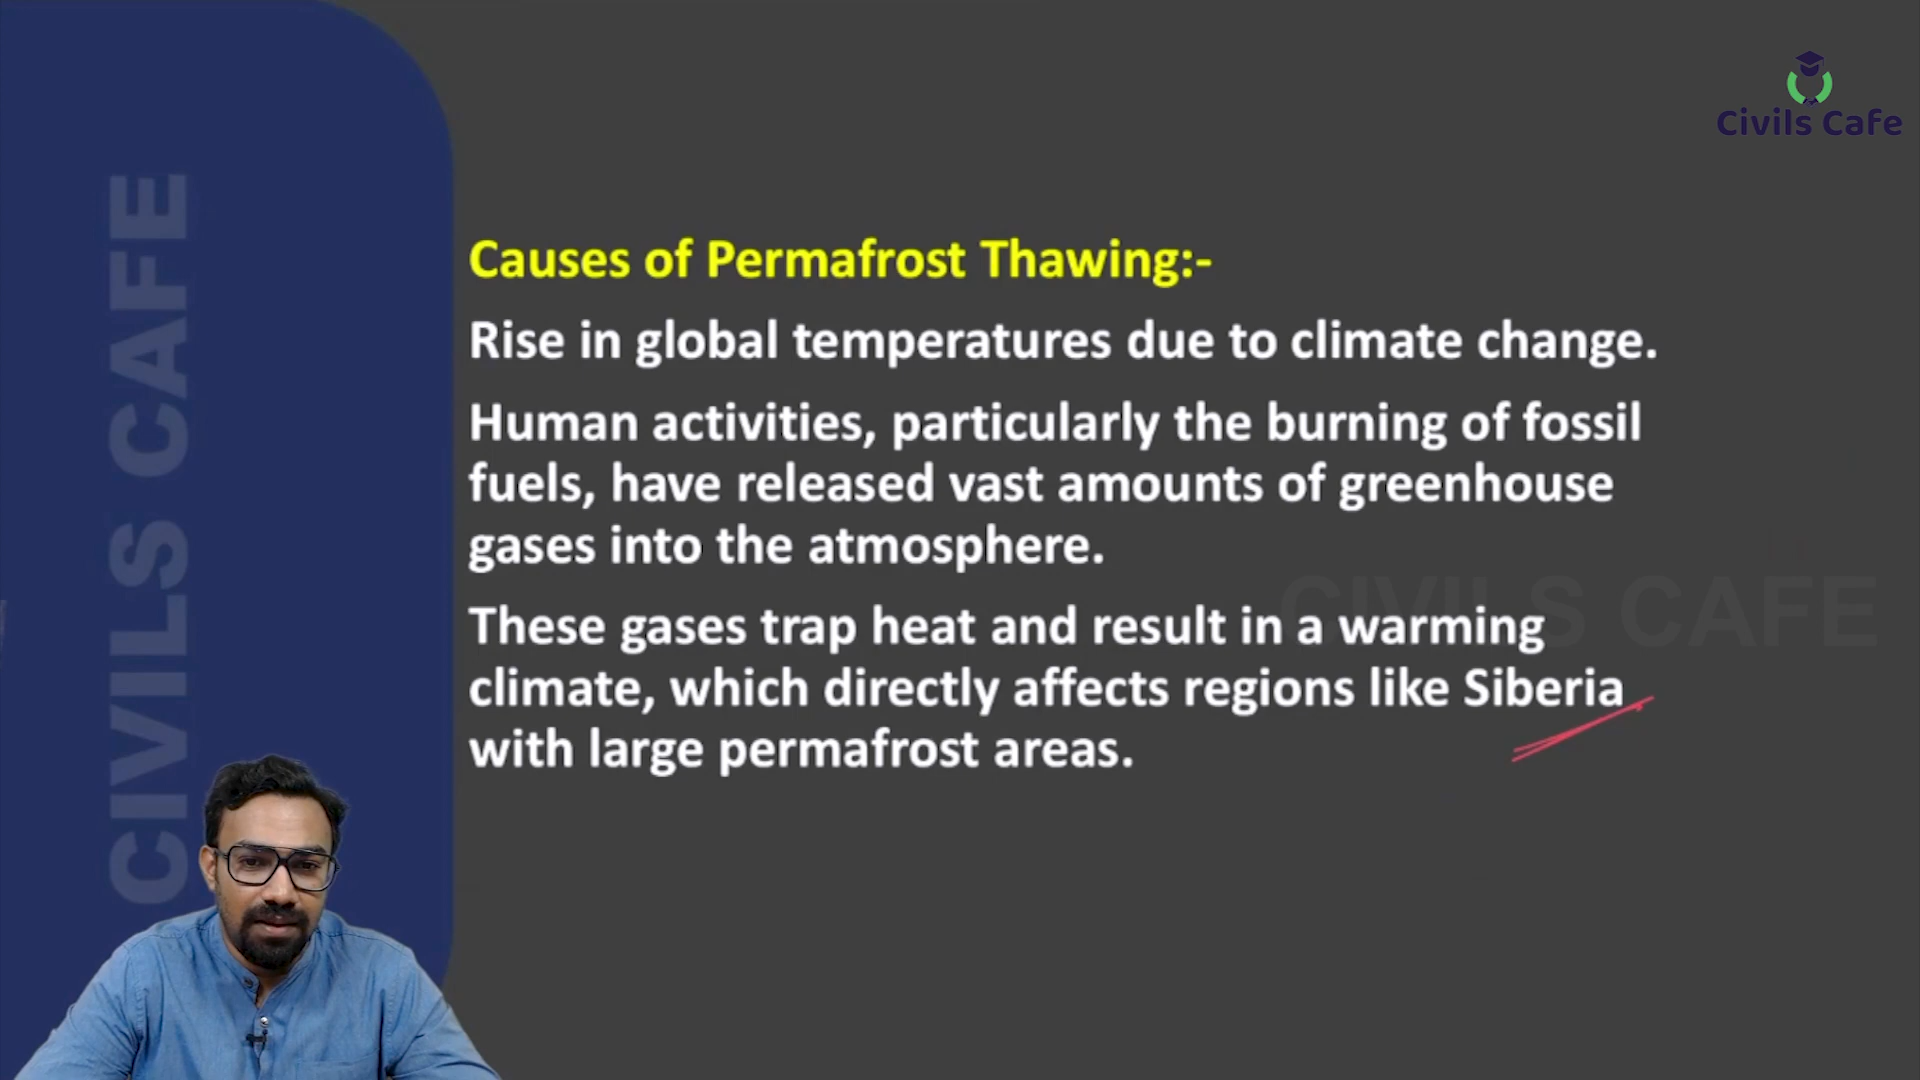 Civils Cafe
CIVILS CAFE
Causes of Permafrost Thawing:-
Rise in global temperatures due to climate change.
Human activities, particularly the burning of fossil
fuels, have released vast amounts of greenhouse
gases into the atmosphere.
These gases trap heat and result in a warming
climate, which directly affects regions like Siberia
with large permafrost areas.
CIVILS CAFE